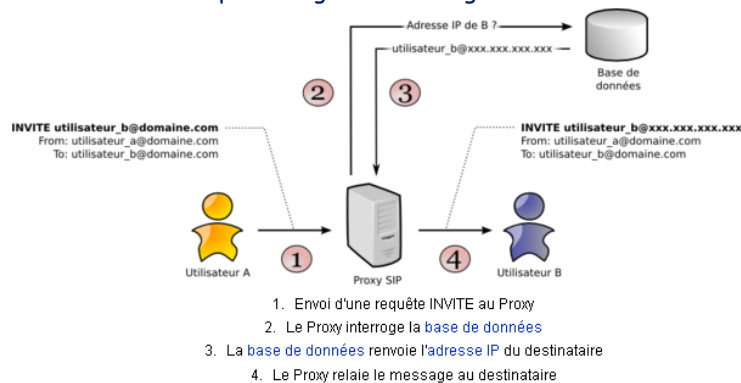 Adresse IP de B ?
utilisateur_b@xxx.xxx.xxx.xxx
Base de
données
2
3
INVITE utilisateur_b@domaine.com
From: utilisateur_a@domaine.com
To: utilisateur_b@domaine.com
INVITE utilisateur_b@xxx.xxx.xxx.xxx
From: utilisateur_a@domaine.com
To: utilisateur_b@domaine.com
1
4
Utilisateur A
Proxy SIP
Utilisateur B
1. Envoi d'une requête INVITE au Proxy
2. Le Proxy interroge la base de données
3. La base de données renvoie l'adresse IP du destinataire
4. Le Proxy relaie le message au destinataire